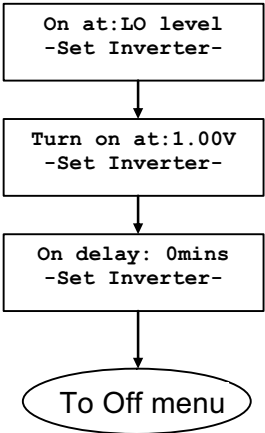 On at:LO level
-Set Inverter-
Turn on at:1.00V
-Set Inverter-
On delay: 0mins
-Set Inverter-
To Off menu